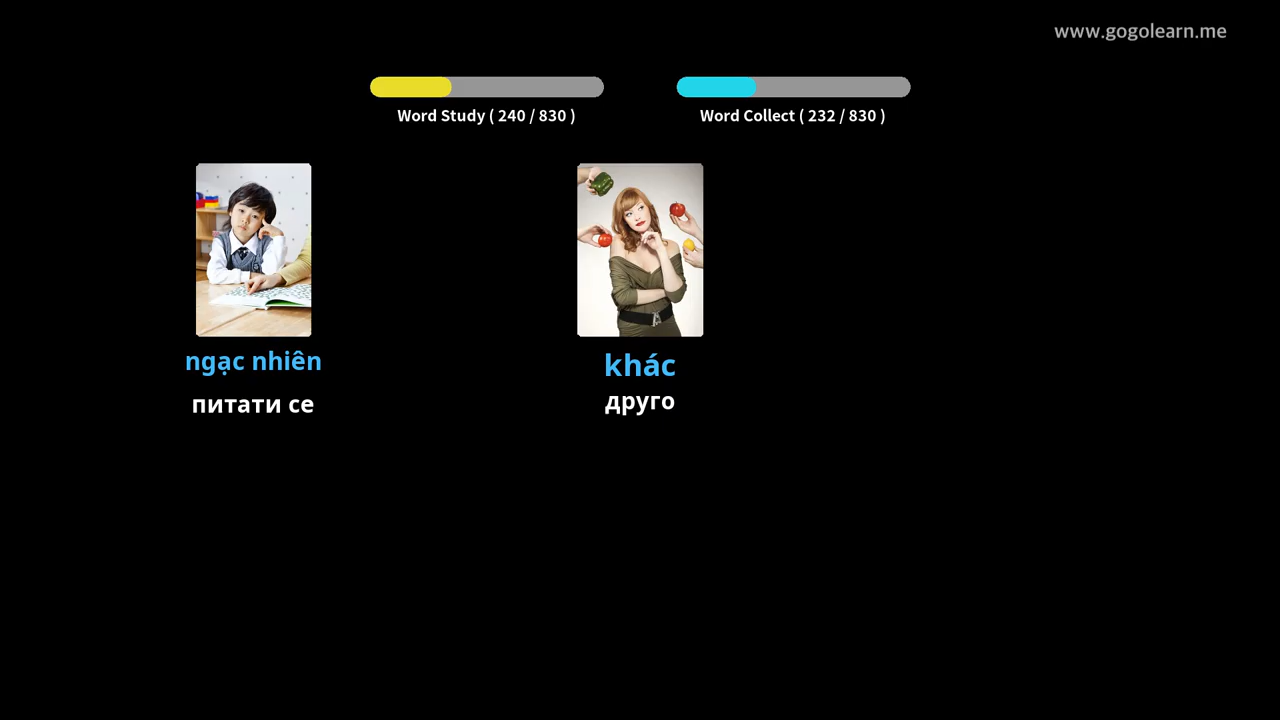 www.gogolearn.me
Word Study ( 240 / 830 )
Word Collect ( 232 / 830 )
ngạc nhiên
питати се
khác
друго